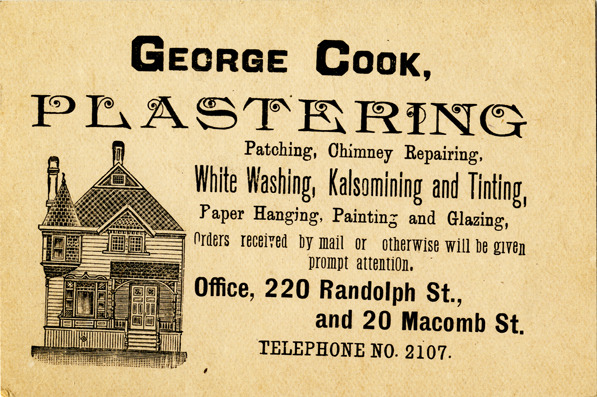 GEORGE COOK,
PLASTERING
Patching, Chimney Repairing,
White Washing, Kalsomining and Tinting,
Paper Hanging, Painting and Glazing,
Orders received by mail or otherwise will be given
prompt attention.
Office, 220 Randolph St.,
and 20 Macomb St.
TELEPHONE NO. 2107.